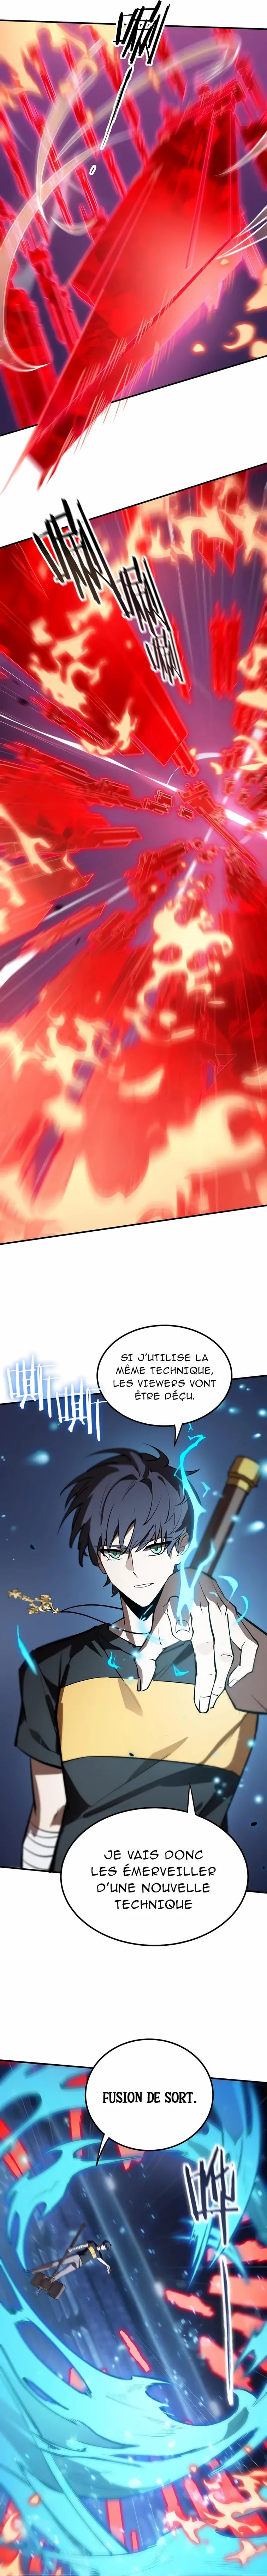 SI J'UTILISE LA
MÊME TECHNIQUE,
LES VIEWERS VONT
ÊTRE DÉÇU.
JE VAIS DONC
LES ÉMERVEILLER
D'UNE NOUVELLE
TECHNIQUE
FUSION DE SORT.